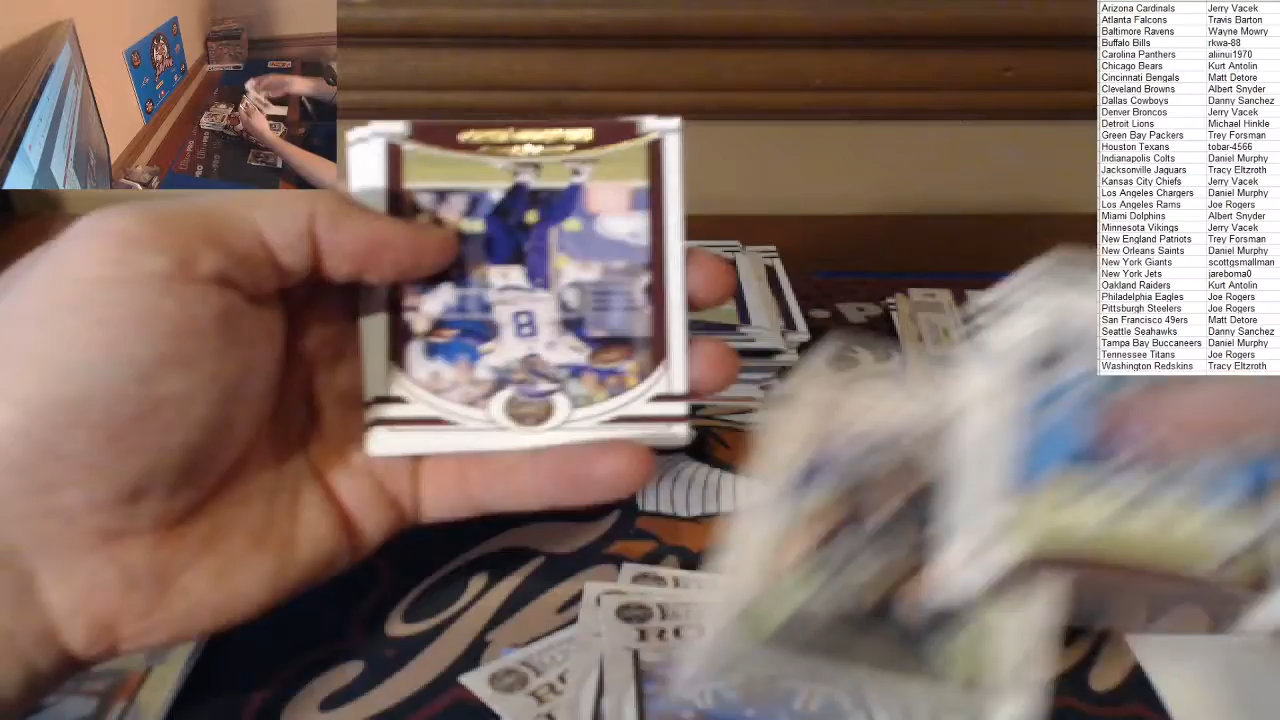 Arizona Cardinals Jerry Vacek
Atlanta Falcons Travis Barton
Baltimore Ravens Wayne Mowry
Buffalo Bills rkwa-88
Carolina Panthers aliinui1970
Chicago Bears Kurt Antolin
Cincinnati Bengals Matt Detore
Cleveland Browns Albert Snyder
Dallas Cowboys Danny Sanchez
Denver Broncos Jerry Vacek
Detroit Lions Michael Hinkle
Green Bay Packers Trey Forsman
Houston Texans tobar-4566
Indianapolis Colts Daniel Murphy
Jacksonville Jaguars Tracy Eltzroth
Kansas City Chiefs Jerry Vacek
Los Angeles Chargers Daniel Murphy
Los Angeles Rams Joe Rogers
Miami Dolphins Albert Snyder
Minnesota Vikings Jerry Vacek
New England Patriots Trey Forsman
New Orleans Saints Daniel Murphy
New York Giants scottgsmallman
New York Jets jareboma0
Oakland Raiders Kurt Antolin
Philadelphia Eagles Joe Rogers
Pittsburgh Steelers Joe Rogers
San Francisco 49ers Matt Detore
Seattle Seahawks Danny Sanchez
Tampa Bay Buccaneers Daniel Murphy
Tennessee Titans Joe Rogers
Washington Redskins Tracy Eltzroth
8